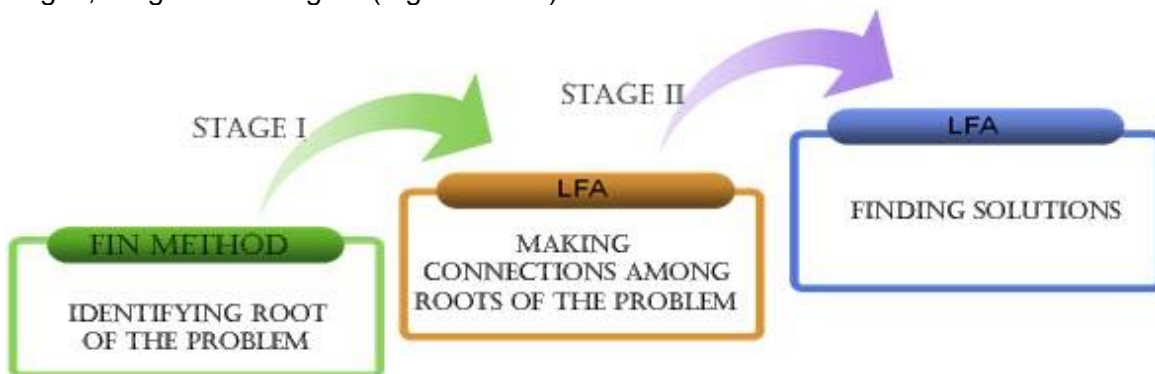 STAGE I
STAGE II
FIN METHOD
IDENTIFYING ROOT
OF THE PROBLEM
LFA
MAKING
CONNECTIONS AMONG
ROOTS OF THE PROBLEM
LFA
FINDING SOLUTIONS